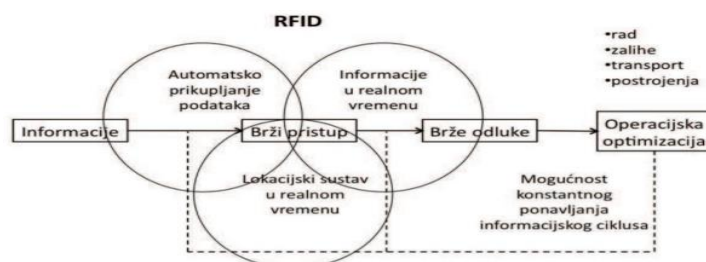 RFID
•rad
•zalihe
•transport
•postrojenja
Automatsko
prikupljanje
podataka
Informacije
u realnom
vremenu
Informacije
Brži pristup
Brže odluke
Operacijska
optimizacija
Lokacijski sustav
u realnom
vremenu
Mogućnost
konstantnog
ponavljanja
informacijskog ciklusa